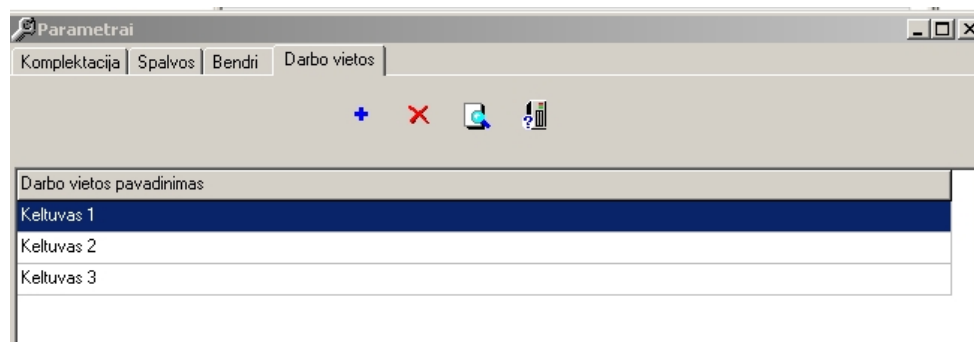 Parametrai
Komplektacija Spalvos Bendri Darbo vietos
Darbo vietos pavadinimas
Keltuvas 1
Keltuvas 2
Keltuvas 3